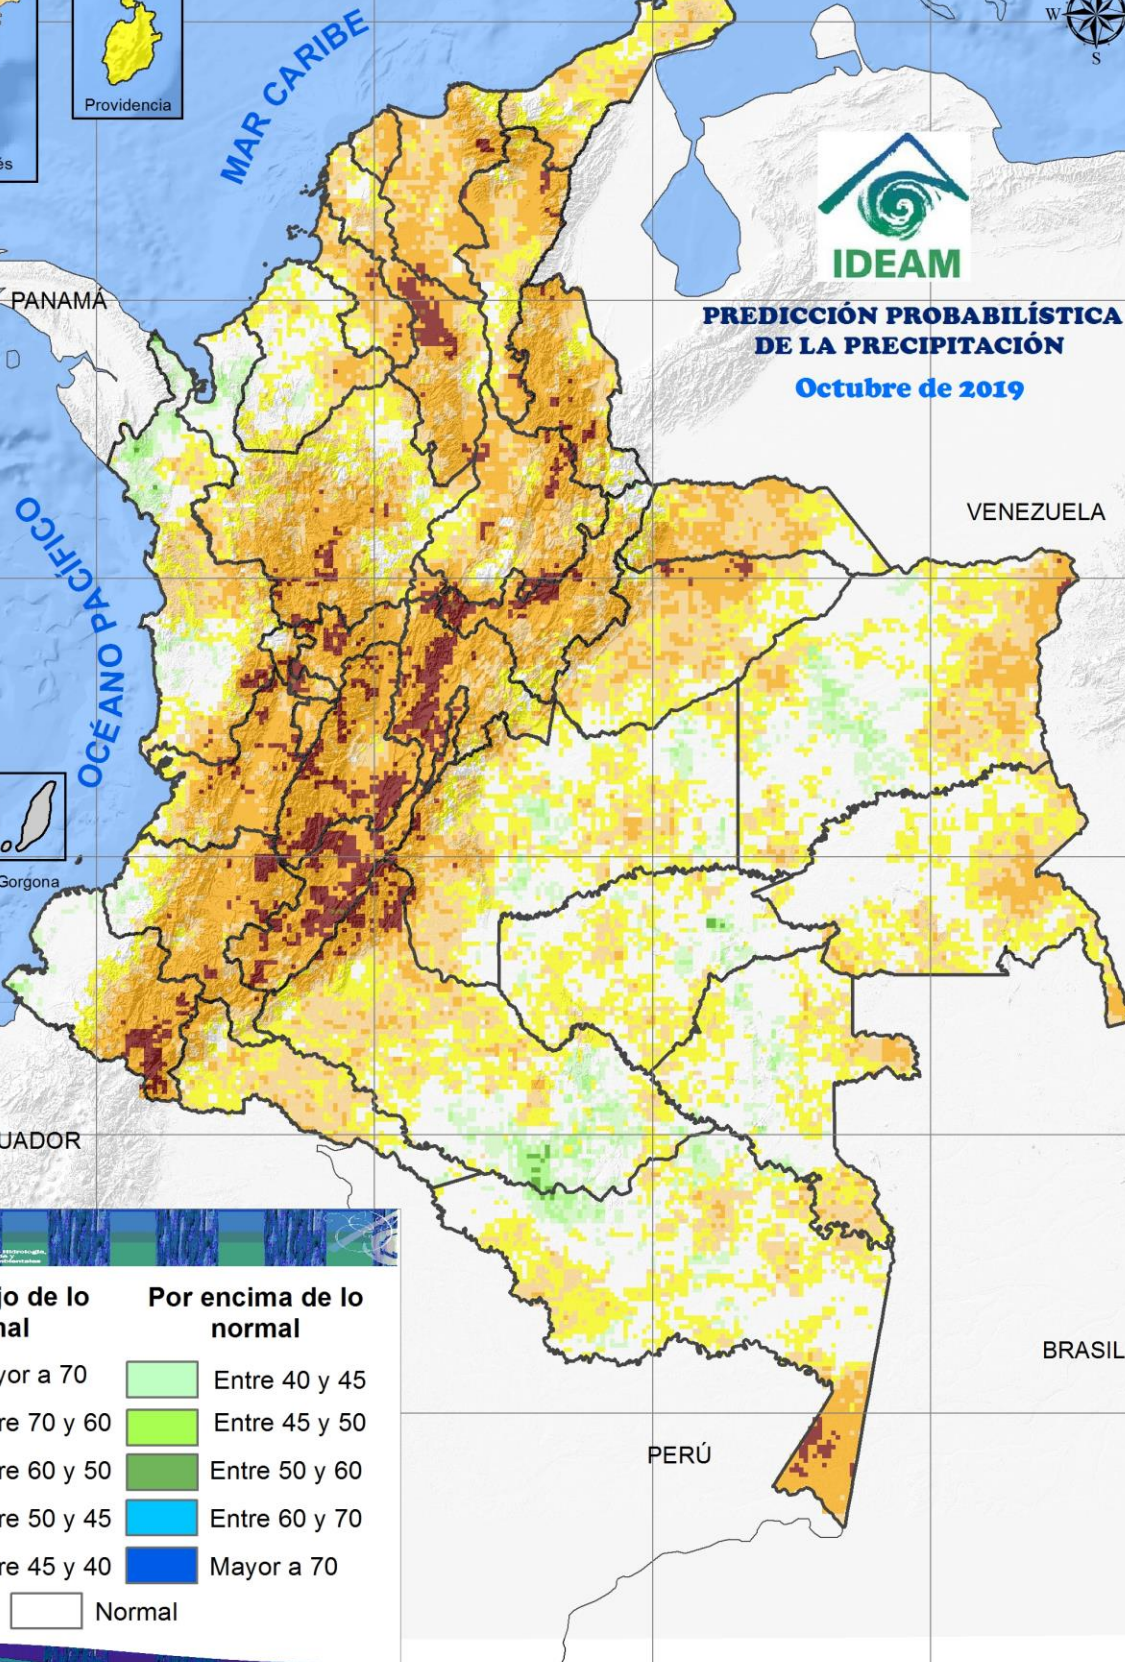 W
S
Providencia
és
MAR CARIBE
IDEAM
PANAMÁ
PREDICCIÓN PROBABILÍSTICA
DE LA PRECIPITACIÓN
Octubre de 2019
VENEZUELA
OCÉANO PACÍFICO
Gorgona
UADOR
jo de lo
nal
Por encima de lo
normal
yor a 70
Entre 40 y 45
re 70 y 60
Entre 45 y 50
re 60 y 50
Entre 50 y 60
re 50 y 45
Entre 60 y 70
re 45 y 40
Mayor a 70
Normal
BRASIL
PERÚ